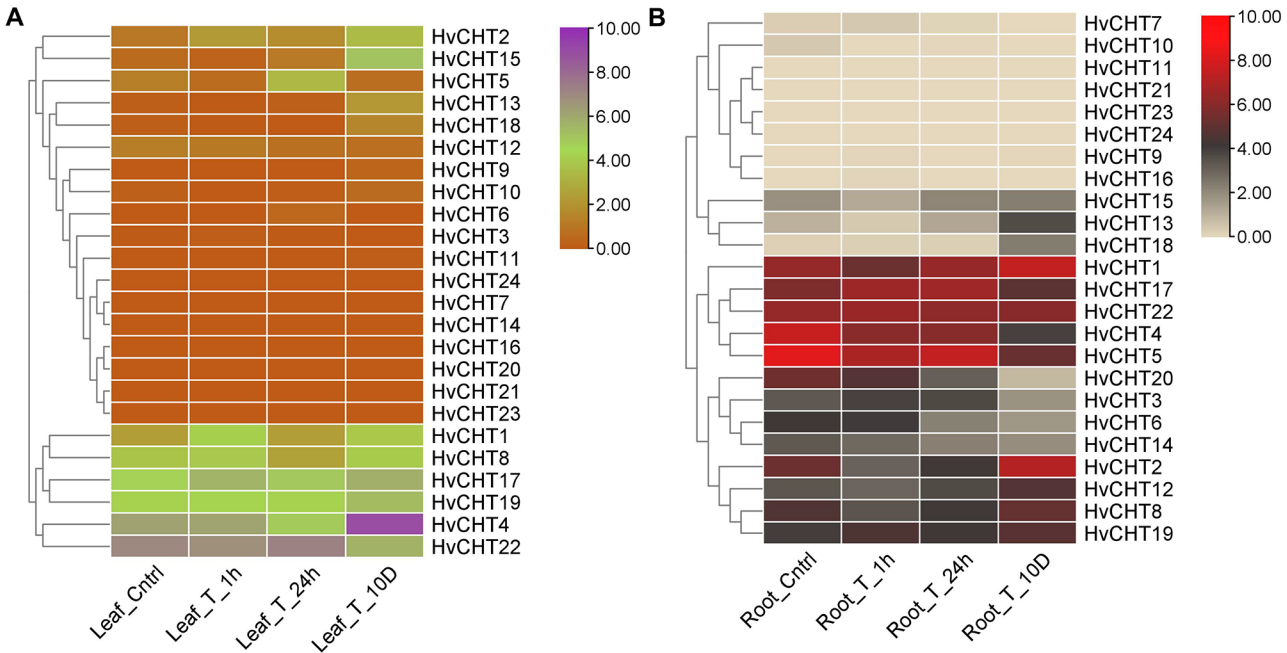 A
HvCHT2
HvCHT15
HvCHT5
HvCHT13
HvCHT18
HvCHT12
HvCHT9
HvCHT10
HvCHT6
HvCHT3
HvCHT11
HvCHT24
HvCHT7
HvCHT14
HvCHT16
HvCHT20
HvCHT21
HvCHT23
HvCHT1
HvCHT8
HvCHT17
HvCHT19
HvCHT4
HvCHT22
Leaf_Cntrl
Leaf_T_1h
Leaf_T_24h
Leaf_T_10D
10.00
8.00
6.00
4.00
2.00
0.00
B
HvCHT7
HvCHT10
HvCHT11
HvCHT21
HvCHT23
HvCHT24
HvCHT9
HvCHT16
HvCHT15
HvCHT13
HvCHT18
HvCHT1
HvCHT17
HvCHT22
HvCHT4
HvCHT5
HvCHT20
HvCHT3
HvCHT6
HvCHT14
HvCHT2
HvCHT12
HvCHT8
HvCHT19
Root_Cntrl
Root_T_1h
Root_T_24h
Root_T_10D
10.00
8.00
6.00
4.00
2.00
0.00